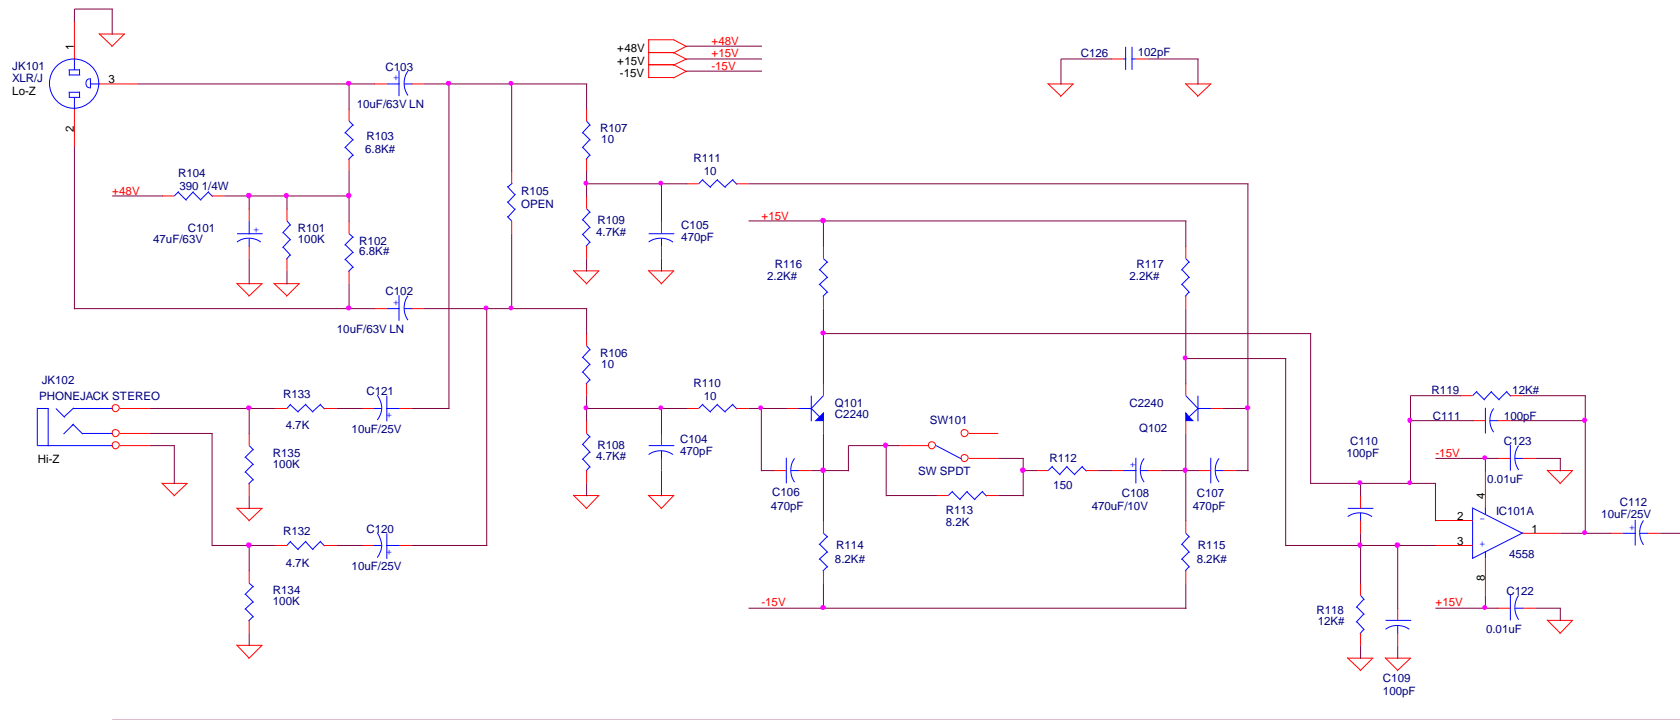 1
JK101
XLR/J
Lo-Z
3
2
C103
10uF/63V LN
+48V
+15V
-15V
+48V
+15V
-15V
C126
102pF
R103
6.8K#
R107
10
R104
390 1/4W
+48V
R111
10
R105
OPEN
C101
47uF/63V
R101
100K
R102
6.8K#
R109
4.7K#
C105
470pF
+15V
R116
2.2K#
R117
2.2K#
C102
10uF/63V LN
R106
10
JK102
PHONEJACK STEREO
Hi-Z
R133
4.7K
C121
10uF/25V
R110
10
Q101
C2240
SW101
SW SPDT
C2240
Q102
R119
12K#
C111
100pF
R135
100K
R108
4.7K#
C104
470pF
C106
470pF
R112
150
C108
470uF/10V
C107
470pF
R113
8.2K
C110
100pF
-15V
C123
0.01uF
4
2
3
IC101A
1
4558
8
C112
10uF/25V
R132
4.7K
C120
10uF/25V
R134
100K
R114
8.2K#
R115
8.2K#
-15V
R118
12K#
+15V
C122
0.01uF
C109
100pF